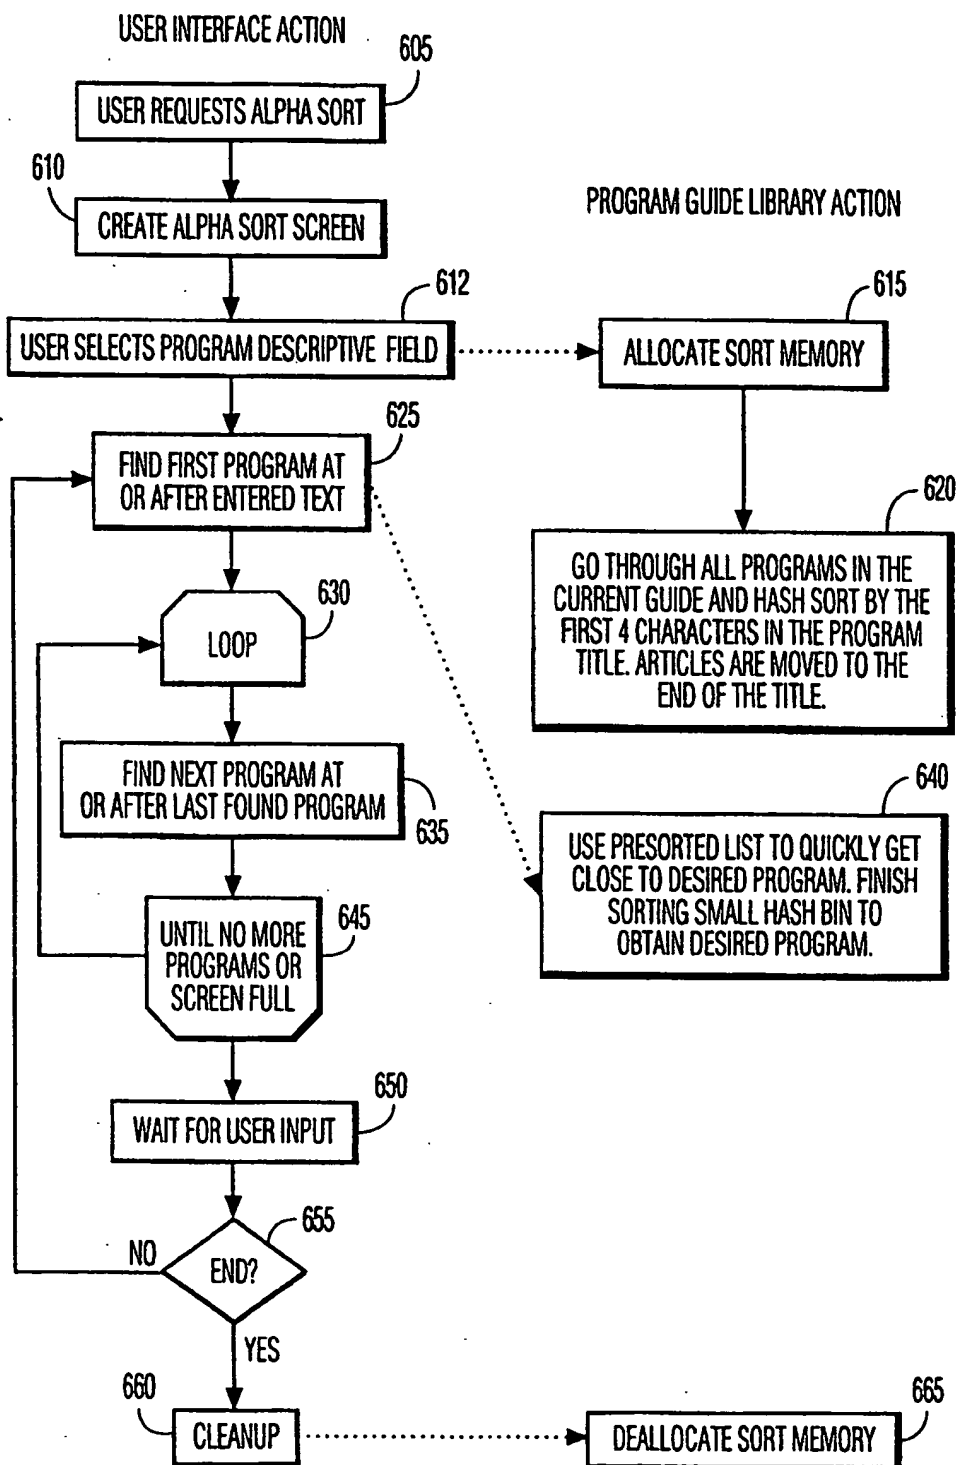 USER INTERFACE ACTION
605
USER REQUESTS ALPHA SORT
610
CREATE ALPHA SORT SCREEN
PROGRAM GUIDE LIBRARY ACTION
612
USER SELECTS PROGRAM DESCRIPTIVE FIELD
615
ALLOCATE SORT MEMORY
625
FIND FIRST PROGRAM AT
OR AFTER ENTERED TEXT
620
GO THROUGH ALL PROGRAMS IN THE
CURRENT GUIDE AND HASH SORT BY THE
FIRST 4 CHARACTERS IN THE PROGRAM
TITLE. ARTICLES ARE MOVED TO THE
END OF THE TITLE.
630
LOOP
FIND NEXT PROGRAM AT
OR AFTER LAST FOUND PROGRAM
635
640
USE PRESORTED LIST TO QUICKLY GET
CLOSE TO DESIRED PROGRAM. FINISH
SORTING SMALL HASH BIN TO
OBTAIN DESIRED PROGRAM.
645
UNTIL NO MORE
PROGRAMS OR
SCREEN FULL
650
WAIT FOR USER INPUT
655
END?
NO
YES
660
CLEANUP
665
DEALLOCATE SORT MEMORY